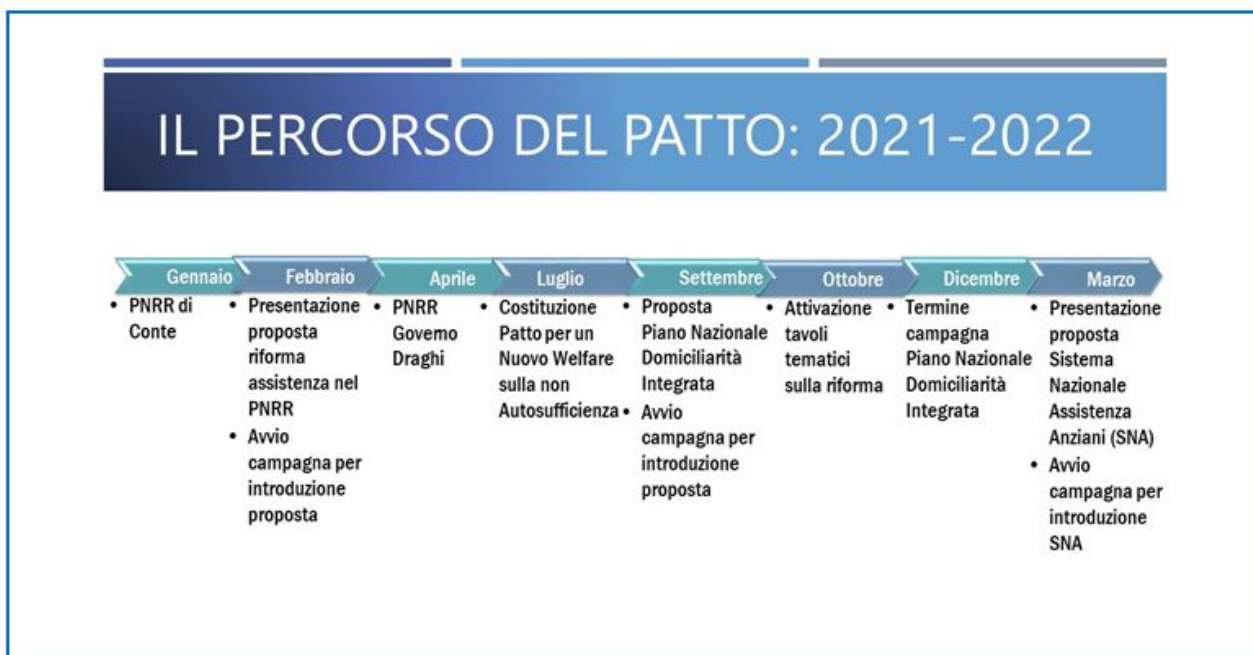 IL PERCORSO DEL PATTO: 2021-2022
Gennaio
• PNRR di
Conte
Febbraio
• Presentazione
proposta
riforma
assistenza nel
PNRR
• Avvio
campagna per
introduzione
proposta
Aprile
• PNRR
Governo
Draghi
Luglio
• Costituzione
Patto per un
Nuovo Welfare
sulla non
Autosufficienza
Settembre
• Proposta
Piano Nazionale
Domiciliarità
Integrata
• Avvio
campagna per
introduzione
proposta
Ottobre
• Attivazione
tavoli
tematici
sulla riforma
Dicembre
• Termine
campagna
Piano Nazionale
Domiciliarità
Integrata
Marzo
• Presentazione
proposta
Sistema
Nazionale
Assistenza
Anziani (SNA)
• Avvio
campagna per
introduzione
SNA